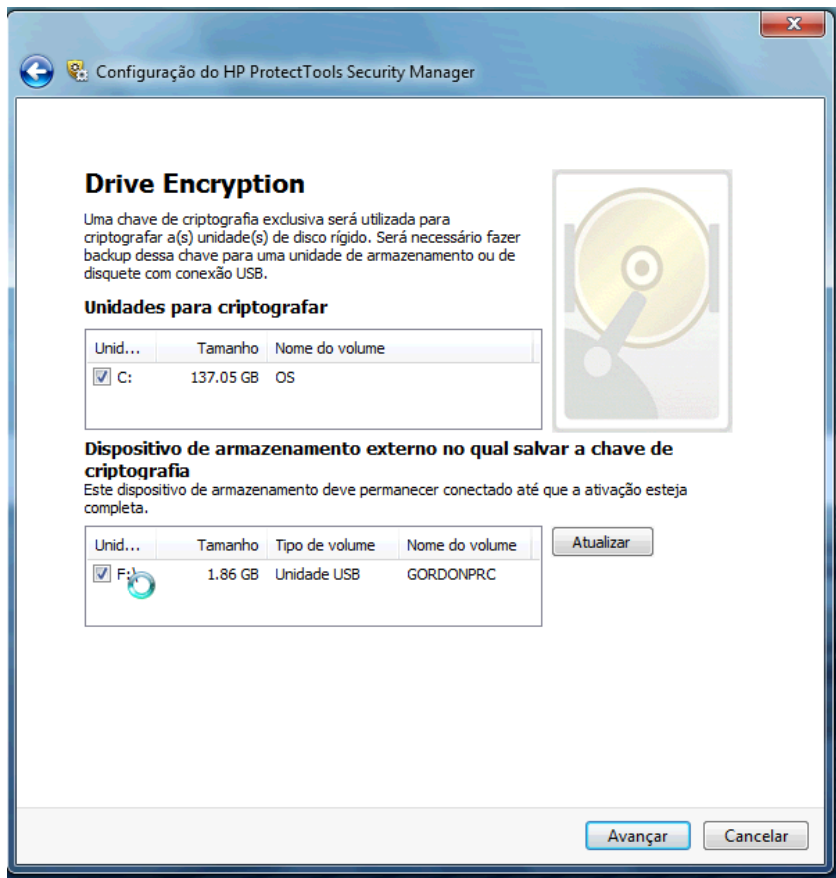 X
Configuração do HP ProtectTools Security Manager
Drive Encryption
Uma chave de criptografia exclusiva será utilizada para
criptografar a(s) unidade(s) de disco rígido. Será necessário fazer
backup dessa chave para uma unidade de armazenamento ou de
disquete com conexão USB.
Unidades para criptografar
Unid... Tamanho Nome do volume
C: 137.05 GB OS
Dispositivo de armazenamento externo no qual salvar a chave de
criptografia
Este dispositivo de armazenamento deve permanecer conectado até que a ativação esteja
completa.
Unid... Tamanho Tipo de volume Nome do volume Atualizar
F:\ 1.86 GB Unidade USB GORDONPRC
Avançar Cancelar